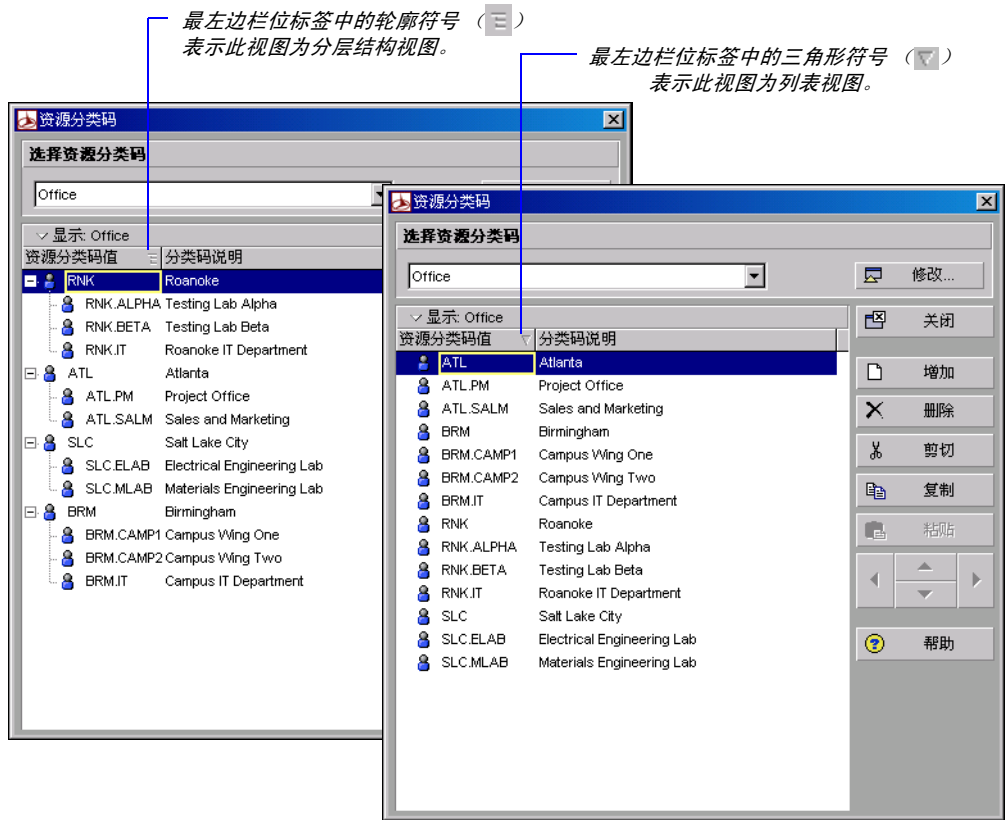 最左边栏位标签中的轮廓符号 （ ）
表示此视图为分层结构视图。
最左边栏位标签中的三角形符号 （ ）
表示此视图为列表视图。
资源分类码
选择资源分类码
Office
显示: Office
资源分类码值 分类码说明
RNK Roanoke
RNK.ALPHA Testing Lab Alpha
RNK.BETA Testing Lab Beta
RNK.IT Roanoke IT Department
ATL Atlanta
ATL.PM Project Office
ATL.SALM Sales and Marketing
SLC Salt Lake City
SLC.ELAB Electrical Engineering Lab
SLC.MLAB Materials Engineering Lab
BRM Birmingham
BRM.CAMP1 Campus Wing One
BRM.CAMP2 Campus Wing Two
BRM.IT Campus IT Department
资源分类码
选择资源分类码
Office
修改...
显示: Office
资源分类码值 分类码说明
ATL Atlanta
ATL.PM Project Office
ATL.SALM Sales and Marketing
BRM Birmingham
BRM.CAMP1 Campus Wing One
BRM.CAMP2 Campus Wing Two
BRM.IT Campus IT Department
RNK Roanoke
RNK.ALPHA Testing Lab Alpha
RNK.BETA Testing Lab Beta
RNK.IT Roanoke IT Department
SLC Salt Lake City
SLC.ELAB Electrical Engineering Lab
SLC.MLAB Materials Engineering Lab
关闭
增加
删除
剪切
复制
粘贴
帮助